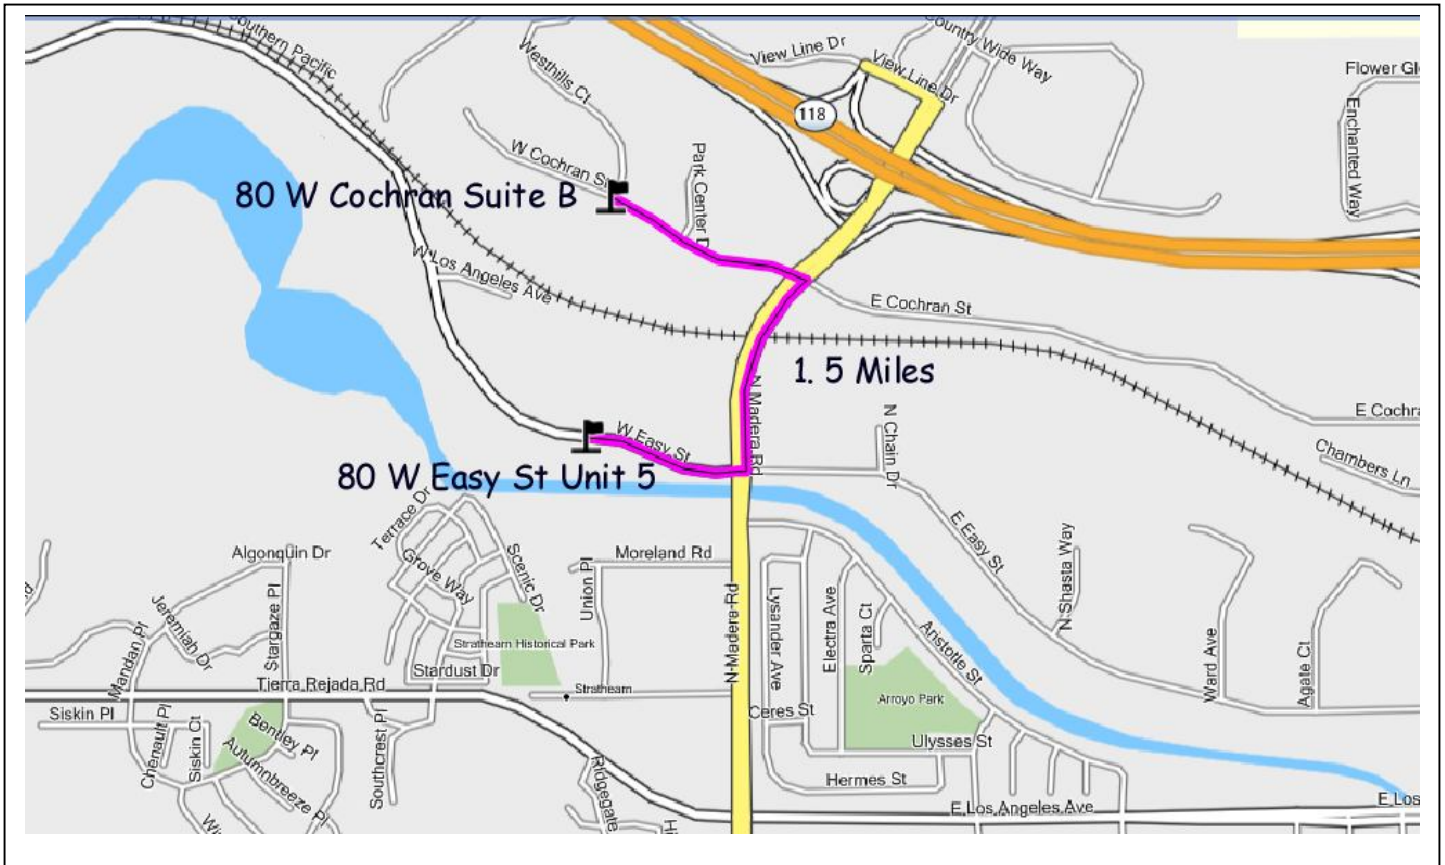 Southern Pacific
Westhills Ct
View Line Dr
Country Wide Way
View Line Dr
Flower Gl
118
Enchanted Way
W Cochran St
Park Center D
80 W Cochran Suite B
W Los Angeles Ave
E Cochran St
1. 5 Miles
N Madera Rd
E Cochra
N Chain Dr
W Easy St
Chambers Ln
80 W Easy St Unit 5
Terrace Dr
E Easy St
N Shasta Way
Algonquin Dr
Grove Way
Scenic Dr
Moreland Rd
Union Pl
Stargaze Pl
Jeremiah Dr
Mandan Pl
N Madera Rd
Lysander Ave
Electra Ave
Sparta Ct
Aristotle St
Ward Ave
Agate Ct
Strathearn Historical Park
Stardust Dr
Tierra Rejada Rd
Strathearn
Arroyo Park
Siskin Pl
Ceres St
Chenault Pl
Siskin Ct
Bentley Pl
Southcrest Pl
Autumnbreeze Pl
Ulysses St
Ridgegate
Hermes St
E Los Angeles Ave
E Los